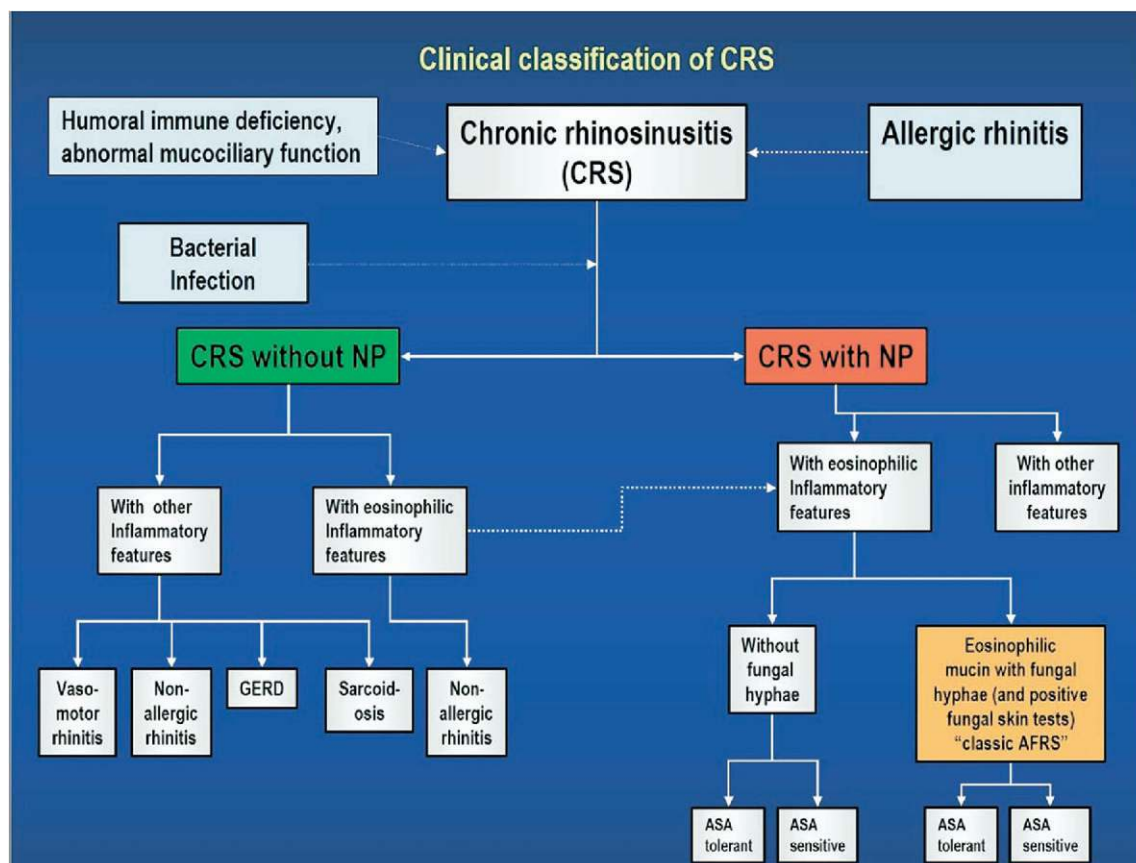 Clinical classification of CRS
Humoral immune deficiency,
abnormal mucociliary function
Chronic rhinosinusitis
(CRS)
Allergic rhinitis
Bacterial
Infection
CRS without NP
CRS with NP
With other
Inflammatory
features
With eosinophilic
Inflammatory
features
With eosinophilic
Inflammatory
features
With other
inflammatory
features
Vaso-
motor
rhinitis
Non-
allergic
rhinitis
GERD
Sarcoid-
osis
Non-
allergic
rhinitis
Without
fungal
hyphae
Eosinophilic
mucin with fungal
hyphae (and positive
fungal skin tests)
“classic AFRS”
ASA
tolerant
ASA
sensitive
ASA
tolerant
ASA
sensitive